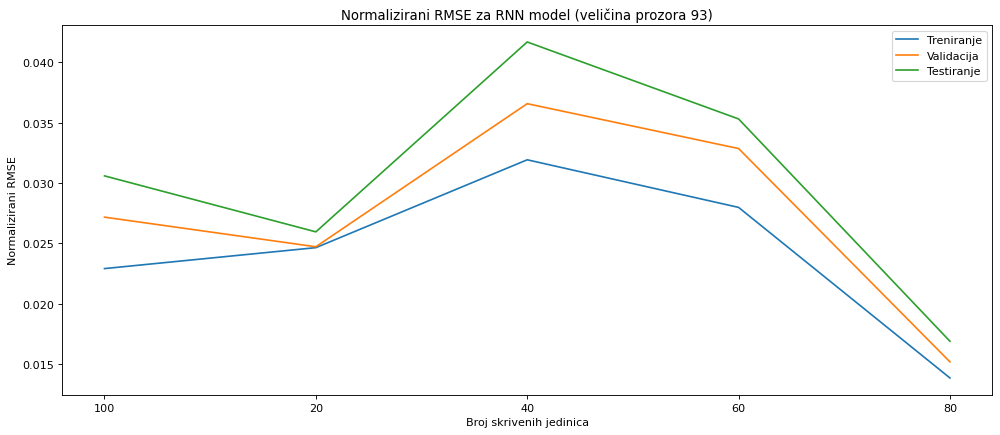 Normalizirani RMSE za RNN model (veličina prozora 93)
Treniranje
Validacija
Testiranje
0.040
0.035
0.030
0.025
0.020
0.015
Normalizirani RMSE
100 20 40 60 80
Broj skrivenih jedinica